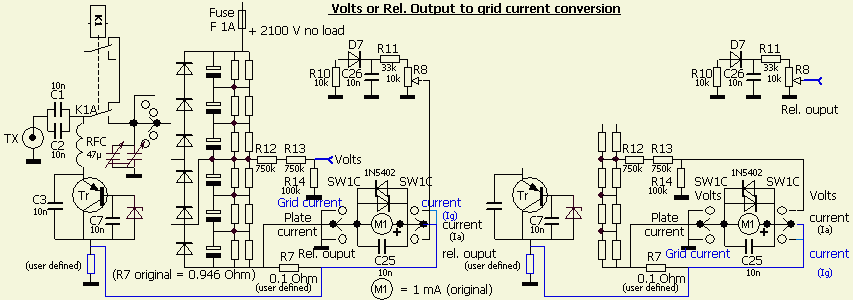 Volts or Rel. Output to grid current conversion
K1
Fuse
F 1A
+ 2100 V no load
10n
C1
K1A
TX
C2
10n
RFC
47µ
C3
10n
Tr
C7
10n
(user defined)
(R7 original = 0.946 Ohm)
R12
750k
R13
750k
Volts
R14
100k
D7
R11
33k
R10
10k
C26
10n
10k
R8
1N5402
SW1C
SW1C
Grid current
current
(Ig)
Plate
current
M1
+
current
(Ia)
Rel. ouput
C25
10n
rel. ouput
R7
0.1 Ohm
(user defined)
M1 = 1 mA (original)
D7
R11
33k
R10
10k
C26
10n
10k
R8
Rel. ouput
R12
750k
R13
750k
R14
100k
1N5402
SW1C
SW1C
Volts
Volts
Tr
C7
10n
Plate
current
M1
+
current
(Ia)
Grid current
C25
10n
current
(Ig)
R7
0.1 Ohm
(user defined)
(user defined)